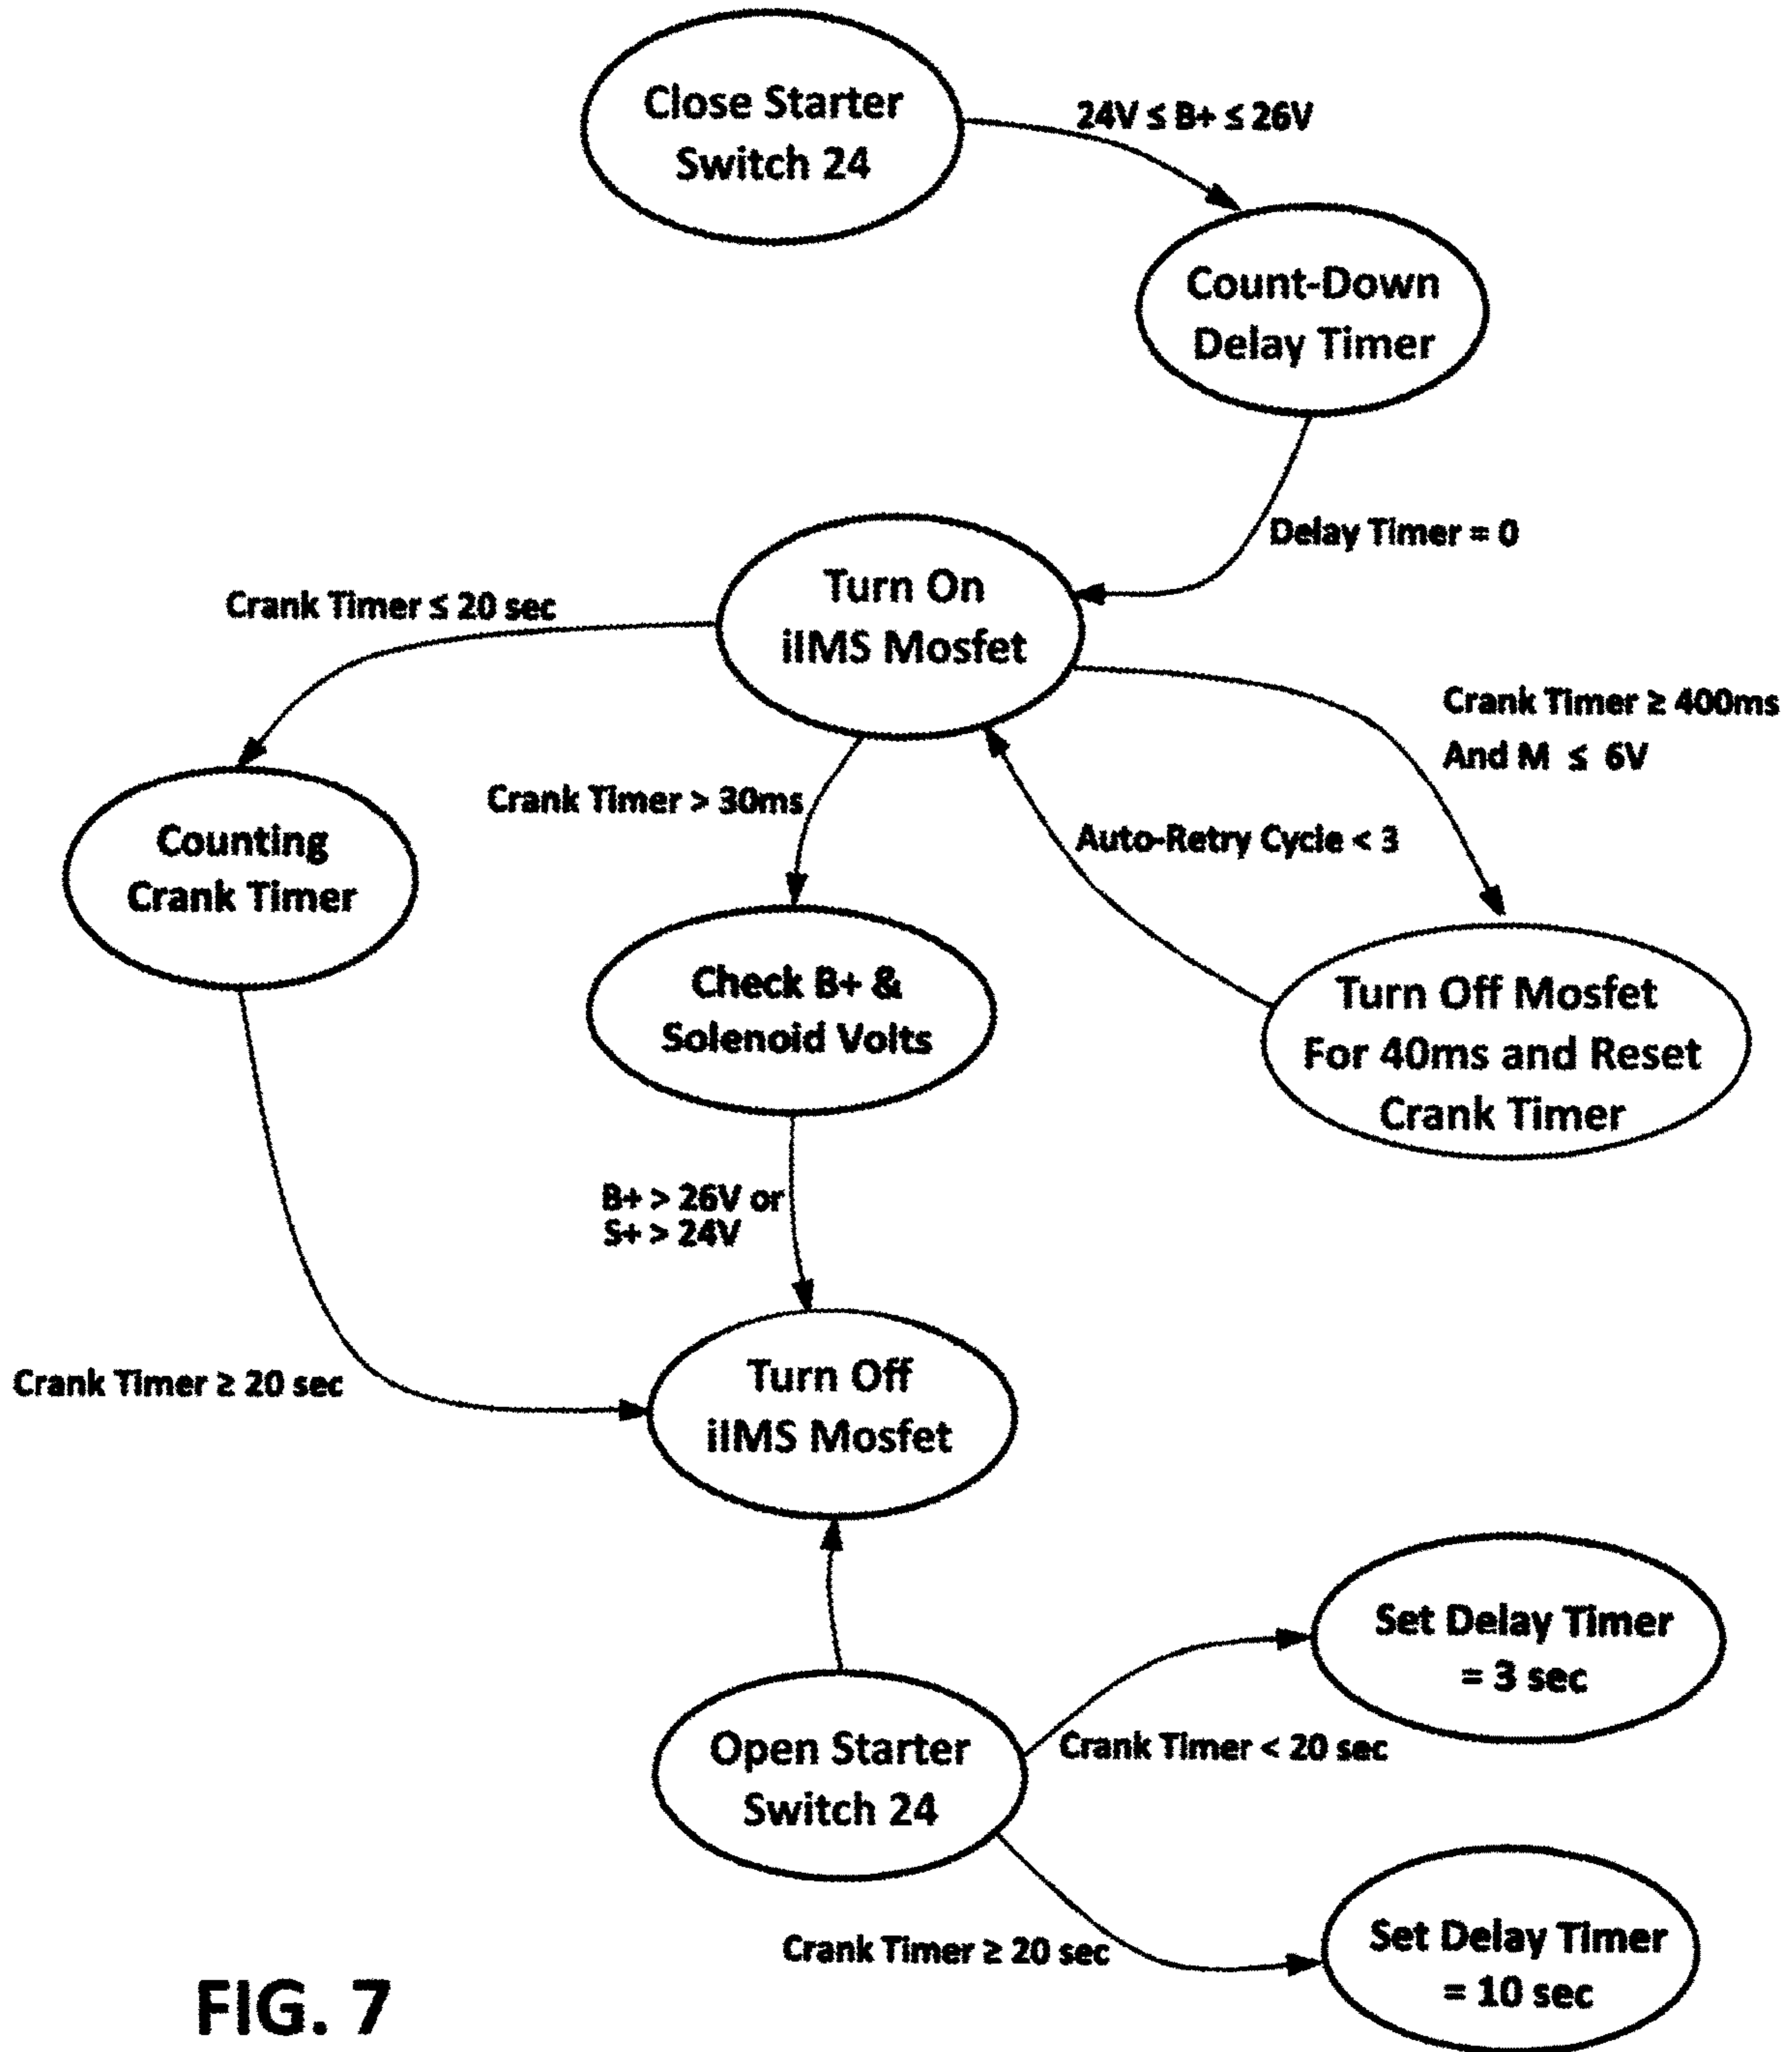 Close Starter
Switch 24
24V ≤ B+ ≤ 26V
Count-Down
Delay Timer
Delay Timer = 0
Turn On
iIMS Mosfet
Crank Timer ≤ 20 sec
Crank Timer ≥ 400ms
And M ≤ 6V
Crank Timer > 30ms
Auto-Retry Cycle < 3
Counting
Crank Timer
Check B+ &
Solenoid Volts
Turn Off Mosfet
For 40ms and Reset
Crank Timer
B+ > 26V or
S+ > 24V
Crank Timer ≥ 20 sec
Turn Off
iIMS Mosfet
Set Delay Timer
= 3 sec
Open Starter
Switch 24
Crank Timer < 20 sec
Crank Timer ≥ 20 sec
Set Delay Timer
= 10 sec
FIG. 7